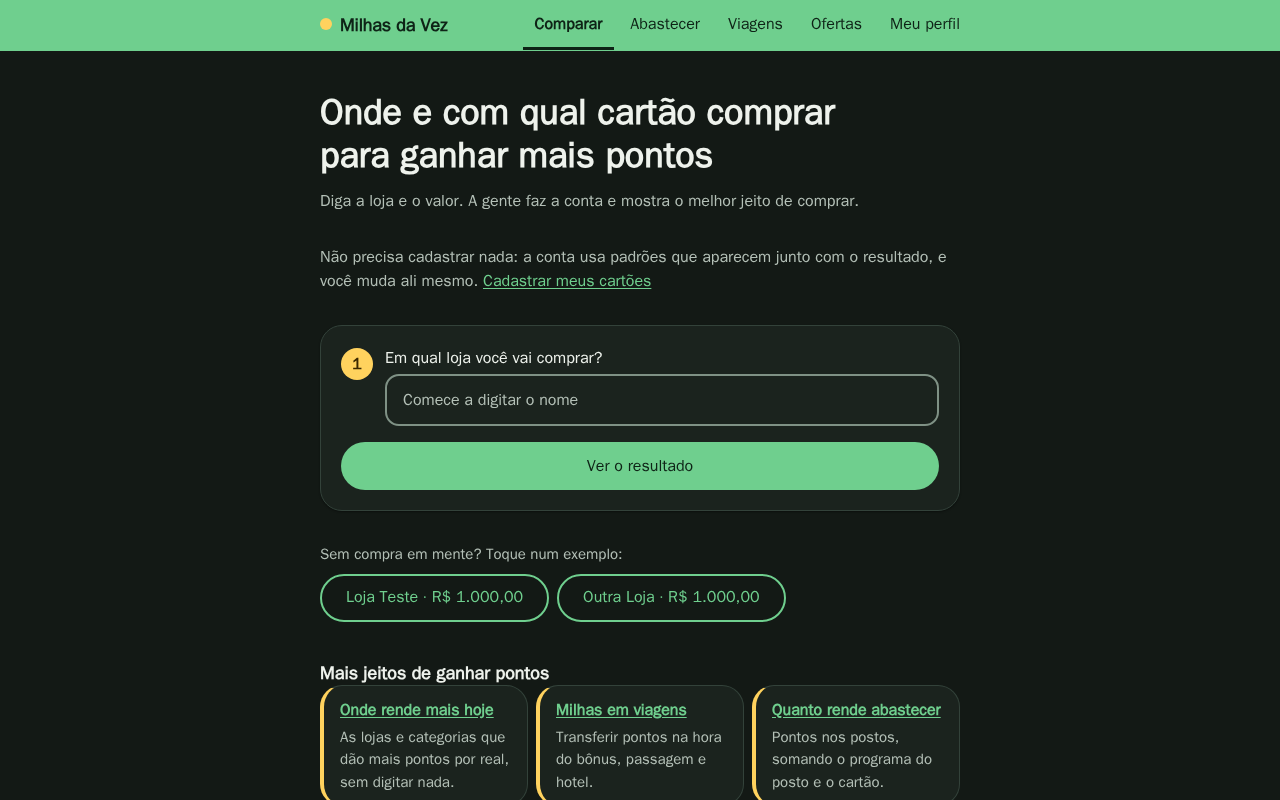 Milhas da Vez
Comparar
Abastecer
Viagens
Ofertas
Meu perfil
Onde e com qual cartão comprar
para ganhar mais pontos
Diga a loja e o valor. A gente faz a conta e mostra o melhor jeito de comprar.
Não precisa cadastrar nada: a conta usa padrões que aparecem junto com o resultado, e
você muda ali mesmo. Cadastrar meus cartões
1
Em qual loja você vai comprar?
Comece a digitar o nome
Ver o resultado
Sem compra em mente? Toque num exemplo:
Loja Teste · R$ 1.000,00
Outra Loja · R$ 1.000,00
Mais jeitos de ganhar pontos
Onde rende mais hoje
As lojas e categorias que
dão mais pontos por real,
sem digitar nada.
Milhas em viagens
Transferir pontos na hora
do bônus, passagem e
hotel.
Quanto rende abastecer
Pontos nos postos,
somando o programa do
posto e o cartão.